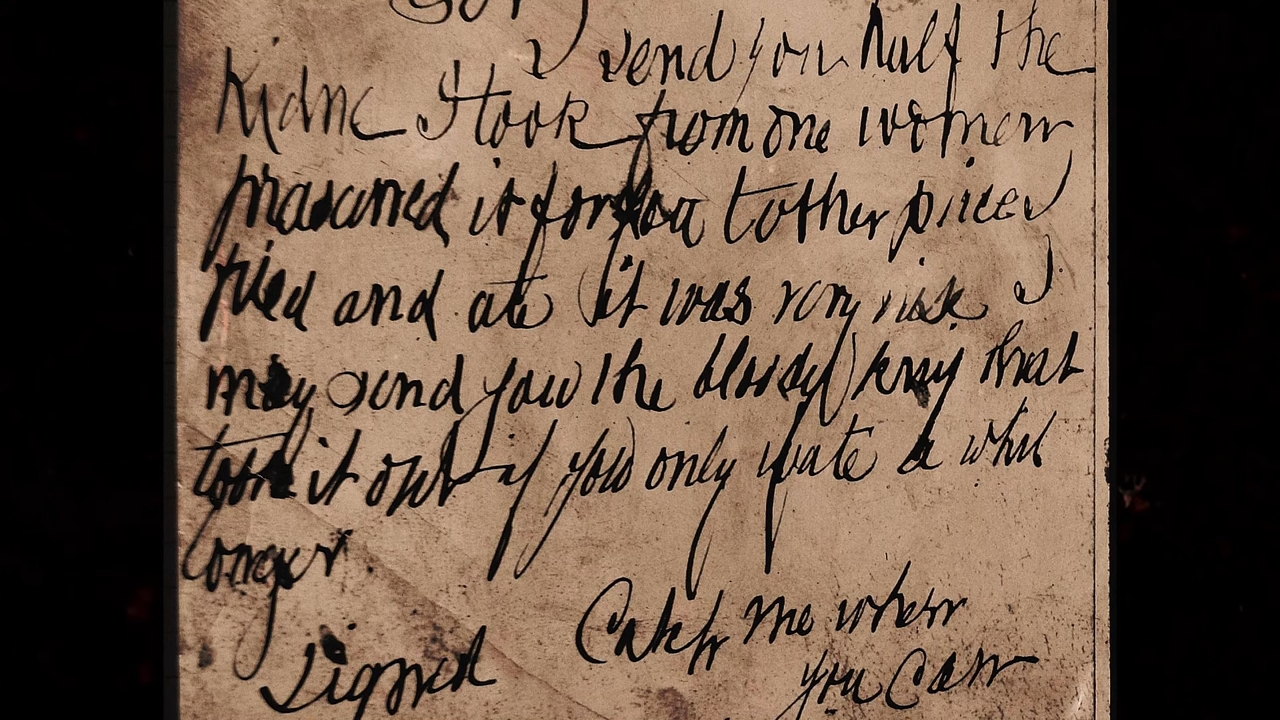 Sor
I send you half the
Kidne I took from one women
prasarved it for you tother piece I
fried and ate it was very nise. I
may send you the bloody knif that
took it out if you only wate a whil
longer.
Catch me when
you can
signed